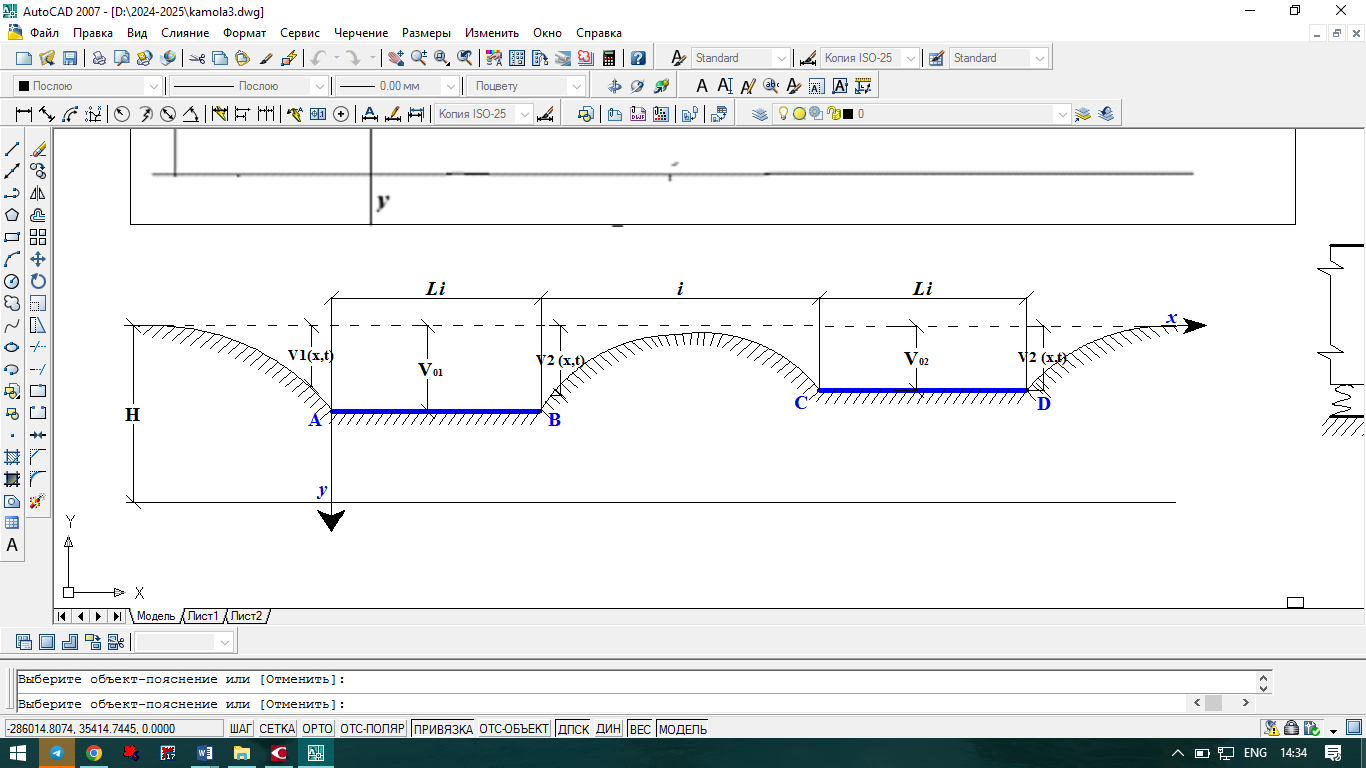 AutoCAD 2007 - [D:\2024-2025\kamola3.dwg]
Файл Правка Вид Слияние Формат Сервис Черчение Размеры Изменить Окно Справка
Standard Копия ISO-25 Standard
Послою Послою 0.00 мм Поцвету
Копия ISO-25 0
y
Li i Li
x
V1(x,t) V01 V2 (x,t) V02 V2 (x,t)
H A B C D
y
Y
X
Модель Лист1 Лист2
Выберите объект-пояснение или [Отменить]:
Выберите объект-пояснение или [Отменить]:
-286014.8074, 35414.7445, 0.0000 ШАГ СЕТКА ОРТО ОТС-ПОЛЯР ПРИВЯЗКА ОТС-ОБЪЕКТ ДПСК ДИН ВЕС МОДЕЛЬ
ENG 14:34